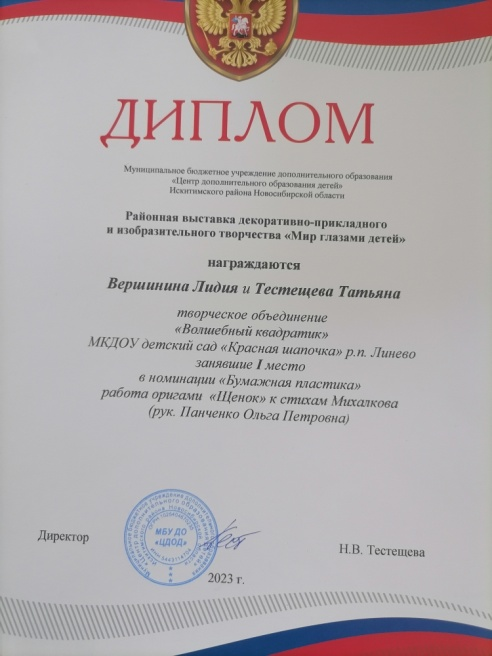 ДИПЛОМ
Муниципальное бюджетное учреждение дополнительного образования
«Центр дополнительного образования детей»
Искитимского района Новосибирской области
Районная выставка декоративно-прикладного
и изобразительного творчества «Мир глазами детей»
награждаются
Вершинина Лидия и Тестещева Татьяна
творческое объединение
«Волшебный квадратик»
МКДОУ детский сад «Красная шапочка» р.п. Линево
занявшие I место
в номинации «Бумажная пластика»
работа оригами «Щенок» к стихам Михалкова
(рук. Панченко Ольга Петровна)
Директор
МБУ ДО
«ЦДОД»
Н.В. Тестещева
2023 г.